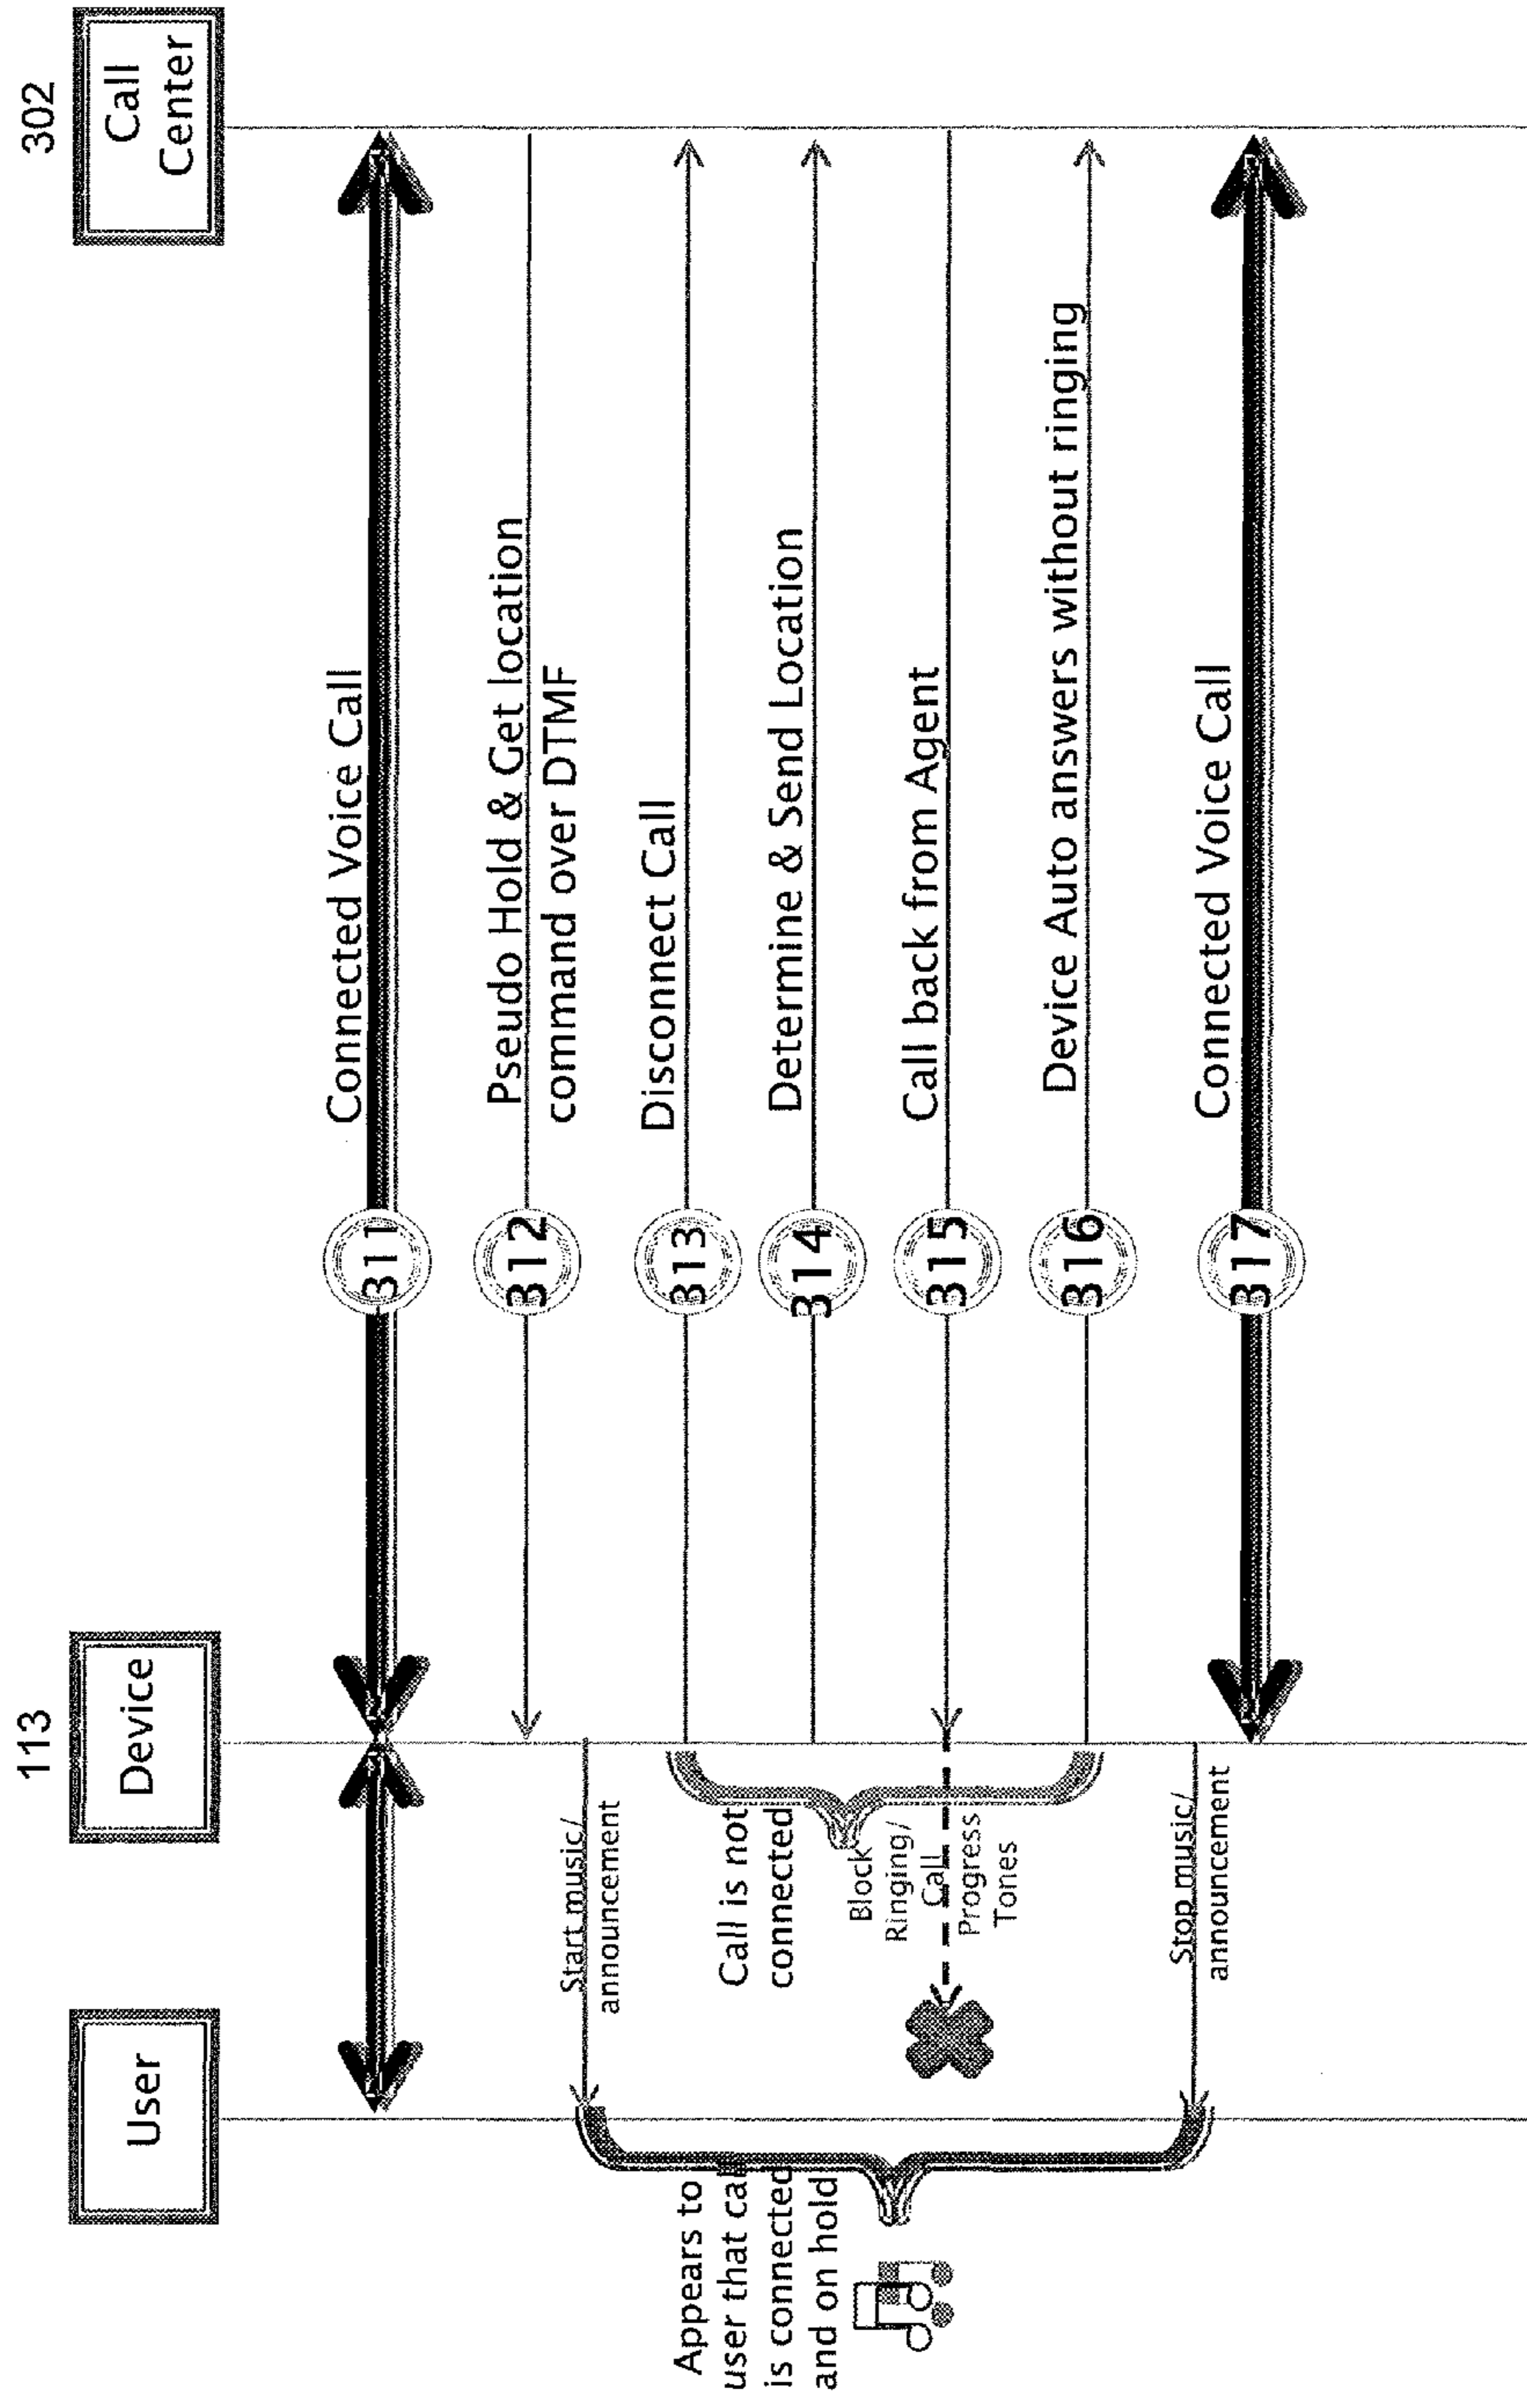 User
113
Device
302
Call
Center
311
Connected Voice Call
312
Pseudo Hold & Get location
command over DTMF
Start music/
announcement
313
Disconnect Call
Call is not
connected
314
Determine & Send Location
Appears to
user that call
is connected
and on hold
Block
Ringing/
Call
Progress
Tones
315
Call back from Agent
316
Device Auto answers without ringing
Stop music/
announcement
317
Connected Voice Call